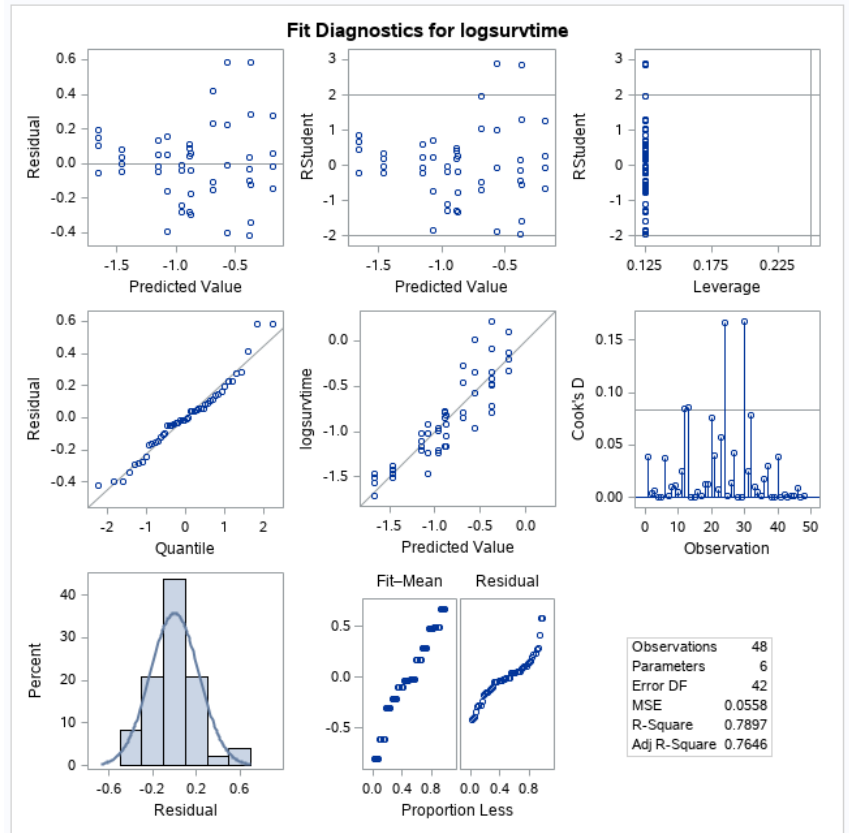 Fit Diagnostics for logsurvtime
0.6
0.4
0.2
0.0
-0.2
-0.4
Residual
-1.5 -1.0 -0.5
Predicted Value
3
2
1
0
-1
-2
RStudent
-1.5 -1.0 -0.5
Predicted Value
3
2
1
0
-1
-2
RStudent
0.125 0.175 0.225
Leverage
0.6
0.4
0.2
0.0
-0.2
-0.4
Residual
-2 -1 0 1 2
Quantile
0.0
-0.5
-1.0
-1.5
logsurvtime
-1.5 -1.0 -0.5 0.0
Predicted Value
0.15
0.10
0.05
0.00
Cook's D
0 10 20 30 40 50
Observation
40
30
20
10
0
Percent
-0.6 -0.2 0.2 0.6
Residual
Fit–Mean Residual
0.5
0.0
-0.5
0.0 0.4 0.8 0.0 0.4 0.8
Proportion Less
Observations 48
Parameters 6
Error DF 42
MSE 0.0558
R-Square 0.7897
Adj R-Square 0.7646